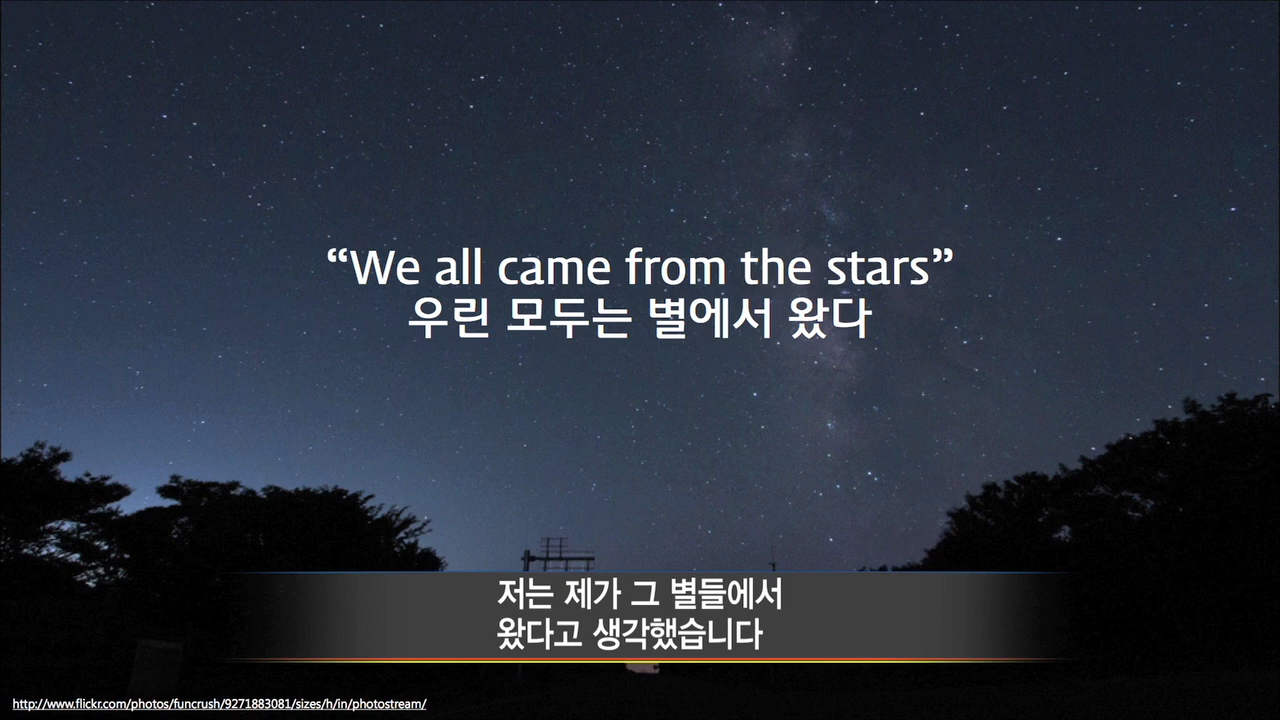 “We all came from the stars”
우린 모두는 별에서 왔다
저는 제가 그 별들에서
왔다고 생각했습니다
http://www.flickr.com/photos/funcrush/9271883081/sizes/h/in/photostream/